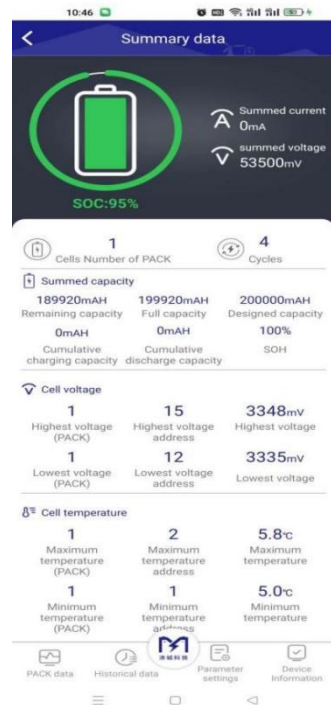 10:46
Summary data
Summed current
0mA
summed voltage
53500mV
SOC:95%
1
Cells Number of PACK
4
Cycles
Summed capacity
189920mAH 199920mAH 200000mAH
Remaining capacity Full capacity Designed capacity
0mAH 0mAH 100%
Cumulative Cumulative SOH
charging capacity discharge capacity
Cell voltage
1 15 3348mV
Highest voltage Highest voltage Highest voltage
(PACK) address
1 12 3335mV
Lowest voltage Lowest voltage Lowest voltage
(PACK) address
Cell temperature
1 2 5.8℃
Maximum Maximum Maximum
temperature temperature temperature
(PACK) address
1 1 5.0℃
Minimum Minimum Minimum
temperature temperature temperature
(PACK) address
PACK data Historical data Parameter settings Device Information